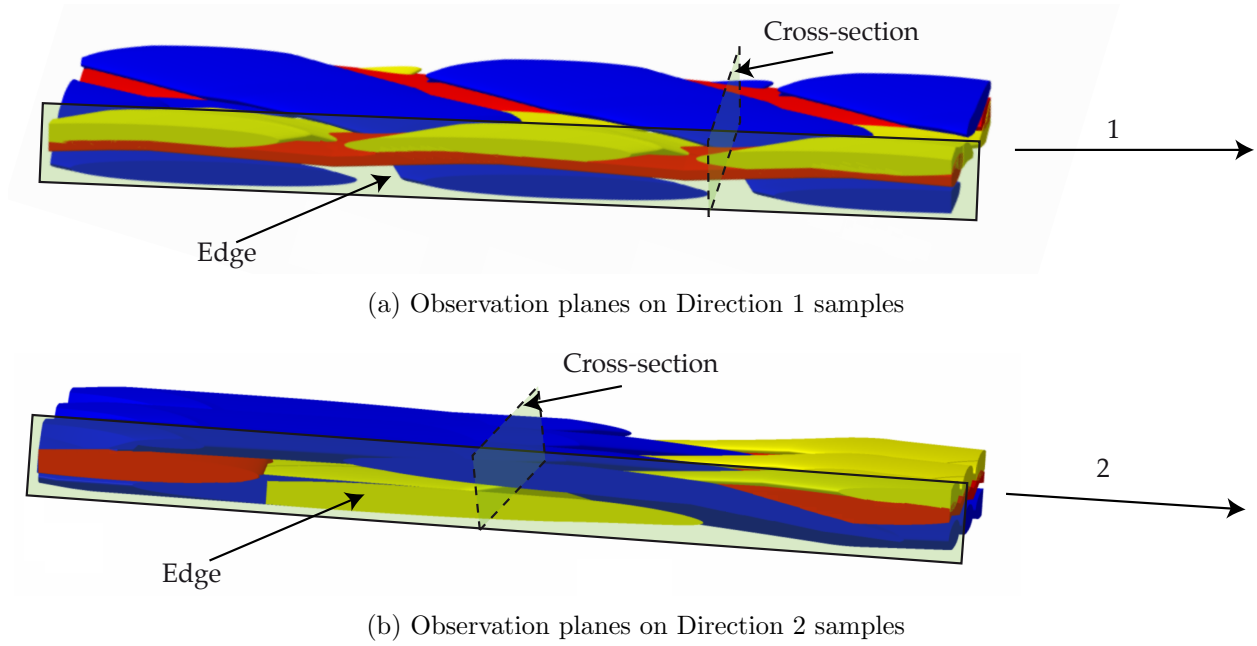 Cross-section
1
Edge
(a) Observation planes on Direction 1 samples
Cross-section
2
Edge
(b) Observation planes on Direction 2 samples